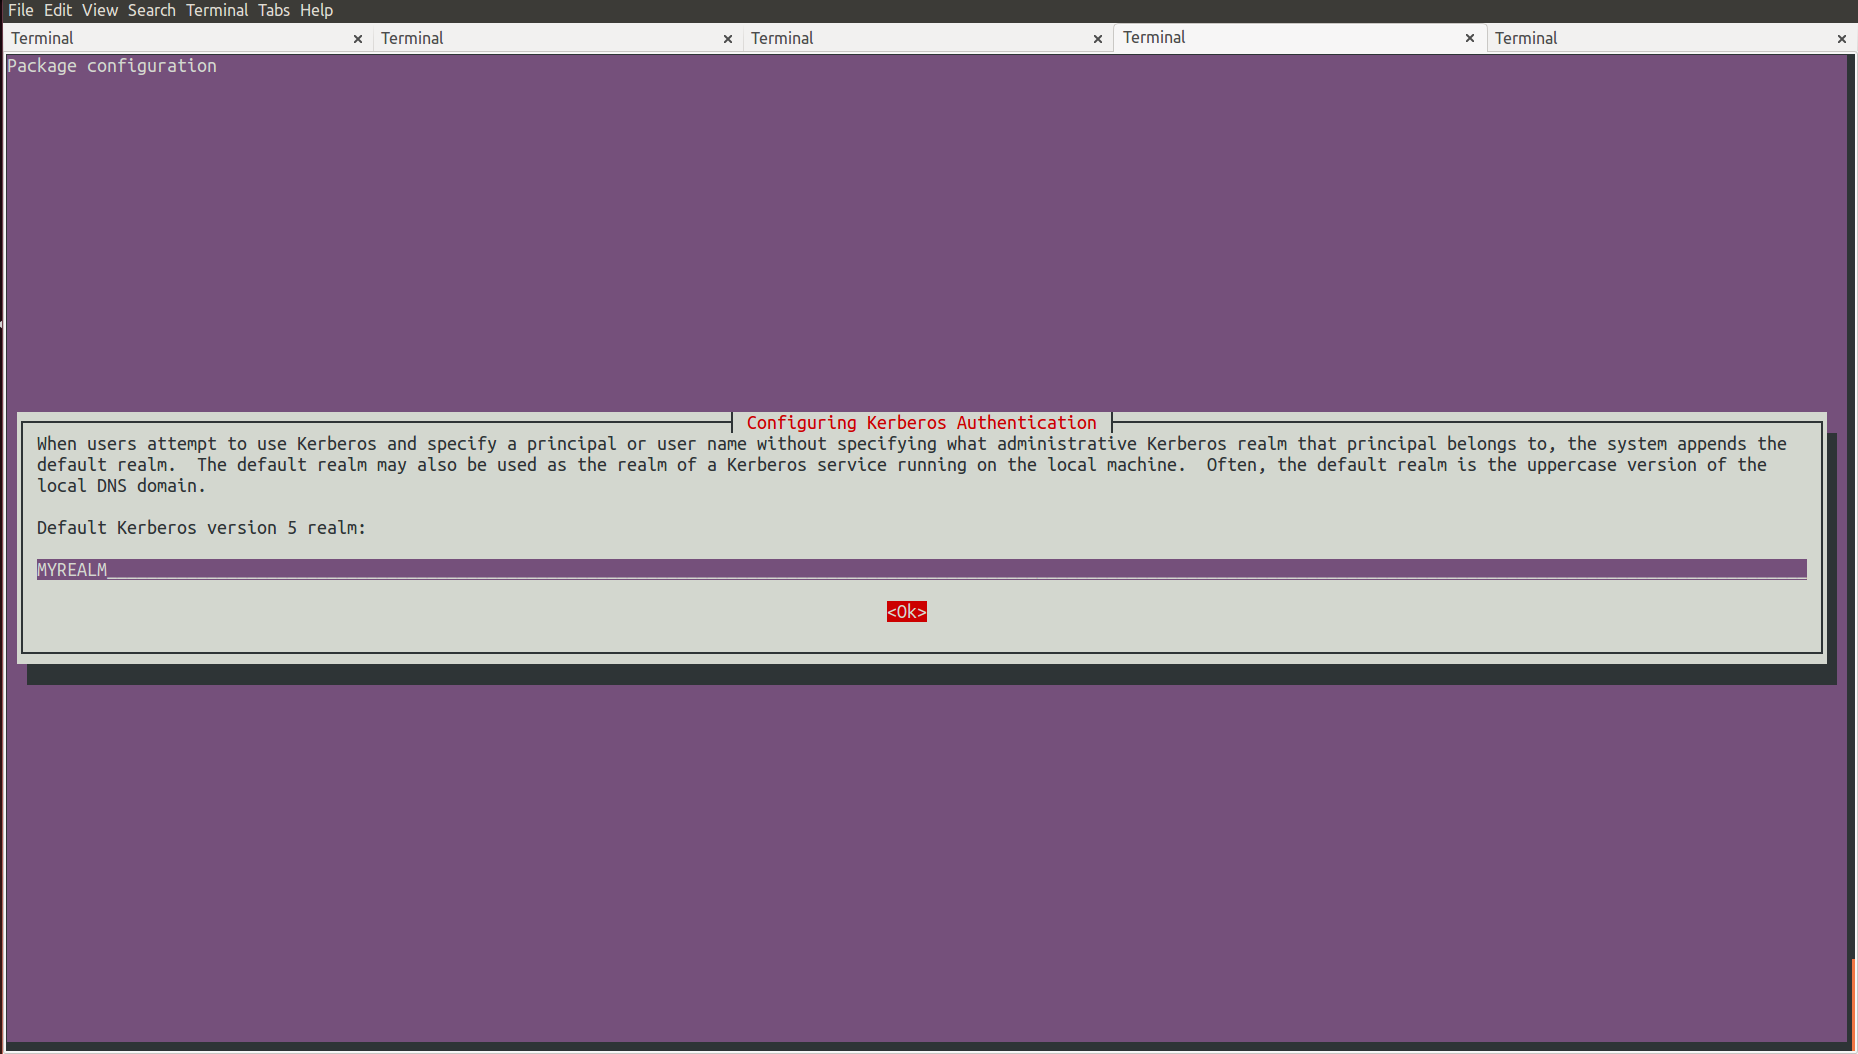 File Edit View Search Terminal Tabs Help
Terminal × Terminal × Terminal × Terminal × Terminal ×
Package configuration
Configuring Kerberos Authentication
When users attempt to use Kerberos and specify a principal or user name without specifying what administrative Kerberos realm that principal belongs to, the system appends the
default realm.  The default realm may also be used as the realm of a Kerberos service running on the local machine.  Often, the default realm is the uppercase version of the
local DNS domain.
Default Kerberos version 5 realm:
MYREALM
<Ok>